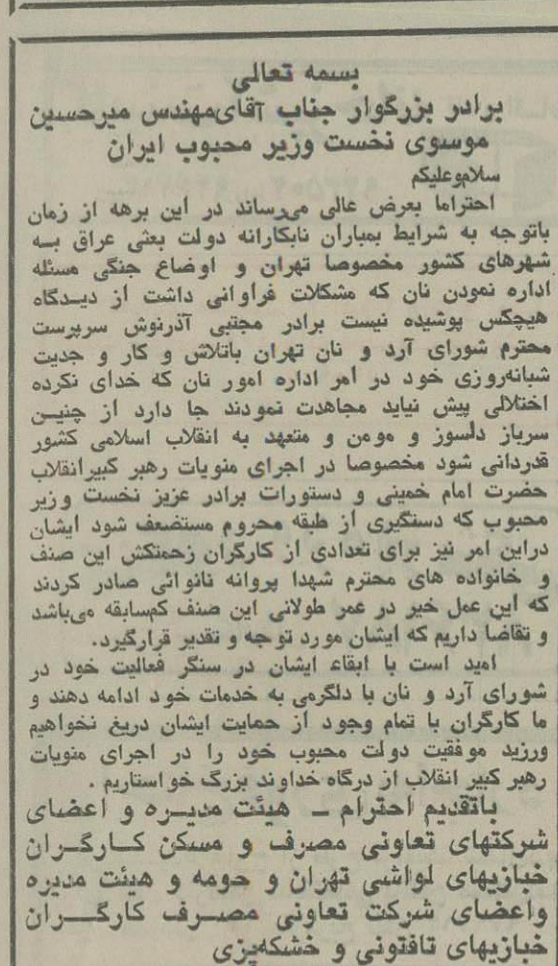 بسمه تعالی
برادر بزرگوار جناب آقای‌مهندس میرحسین
موسوی نخست وزیر محبوب ایران
سلام‌وعلیکم
احتراما بعرض عالی می‌رساند در این برهه از زمان
باتوجه به شرایط بمباران نابکارانه دولت بعثی عراق بـه
شهرهای کشور مخصوصا تهران و اوضاع جنگی مسئله
اداره نمودن نان که مشکلات فراوانی داشت از دیـدگاه
هیچکس پوشیده نیست برادر مجتبی آذرنوش سرپرست
محترم شورای آرد و نان تهران باتلاش و کار و جدیت
شبانه‌روزی خود در امر اداره امور نان که خدای نکرده
اختلالی پیش نیاید مجاهدت نمودند جا دارد از چنیـن
سرباز دلسوز و مومن و متعهد به انقلاب اسلامی کشور
قدردانی شود مخصوصا در اجرای منویات رهبر کبیرانقلاب
حضرت امام خمینی و دستورات برادر عزیز نخست وزیر
محبوب که دستگیری از طبقه محروم مستضعف شود ایشان
دراین امر نیز برای تعدادی از کارگران زحمتکش این صنف
و خانواده های محترم شهدا پروانه نانوائی صادر کردند
که این عمل خیر در عمر طولانی این صنف کم‌سابقه می‌باشد
و تقاضا داریم که ایشان مورد توجه و تقدیر قرارگیرد.
امید است با ابقاء ایشان در سنگر فعالیت خود در
شورای آرد و نان با دلگرمی به خدمات خود ادامه دهند و
ما کارگران با تمام وجود از حمایت ایشان دریغ نخواهیم
ورزید موفقیت دولت محبوب خود را در اجرای منویات
رهبر کبیر انقلاب از درگاه خداوند بزرگ خواستاریم .
باتقدیم احترام ــ هیئت مدیـره و اعضای
شرکتهای تعاونی مصرف و مسکن کـارگـران
خبازیهای لواشی تهران و حومه و هیئت مدیره
واعضای شرکت تعاونی مصـرف کارگـــران
خبازیهای تافتونی و خشکه‌پزی